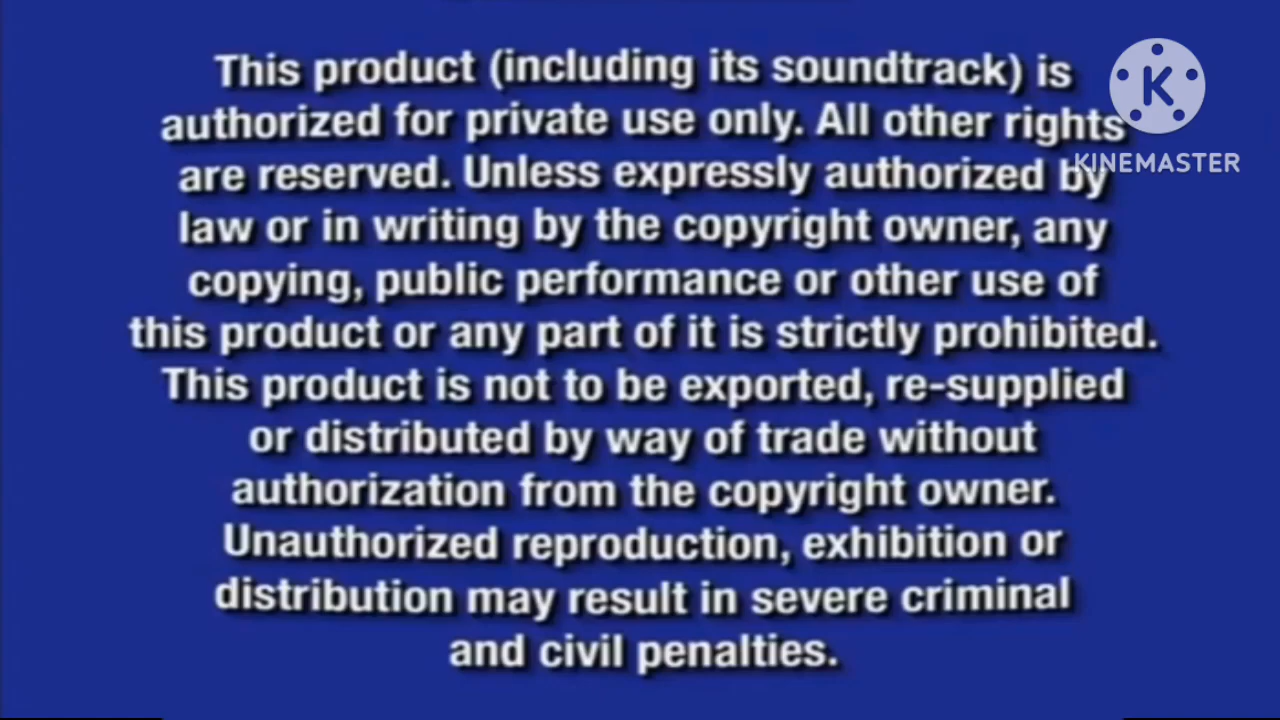 This product (including its soundtrack) is
authorized for private use only. All other rights
are reserved. Unless expressly authorized by
law or in writing by the copyright owner, any
copying, public performance or other use of
this product or any part of it is strictly prohibited.
This product is not to be exported, re-supplied
or distributed by way of trade without
authorization from the copyright owner.
Unauthorized reproduction, exhibition or
distribution may result in severe criminal
and civil penalties.
K
KINEMASTER